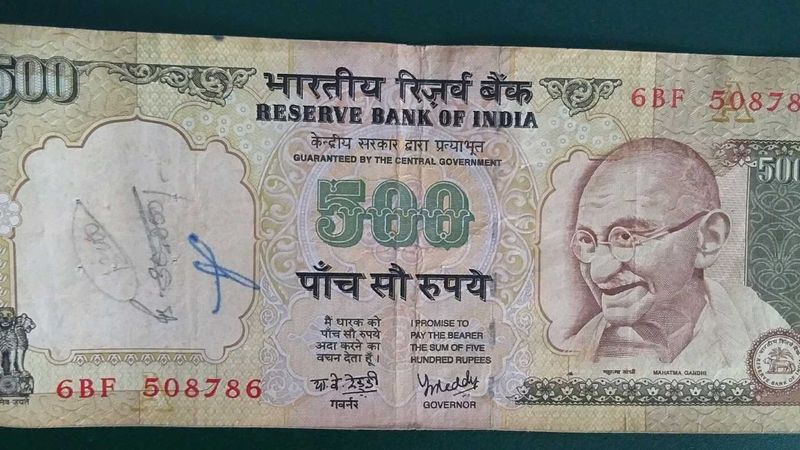 500
भारतीय रिज़र्व बैंक
RESERVE BANK OF INDIA
6BF 50878
A
केन्द्रीय सरकार द्वारा प्रत्याभूत
GUARANTEED BY THE CENTRAL GOVERNMENT
500
500
पाँच सौ रुपये
मैं धारक को
पाँच सौ रुपये
अदा करने का
वचन देता हूँ।
I PROMISE TO
PAY THE BEARER
THE SUM OF FIVE
HUNDRED RUPEES
6BF 508786
गवर्नर
GOVERNOR
महात्मा गांधी
MAHATMA GANDHI